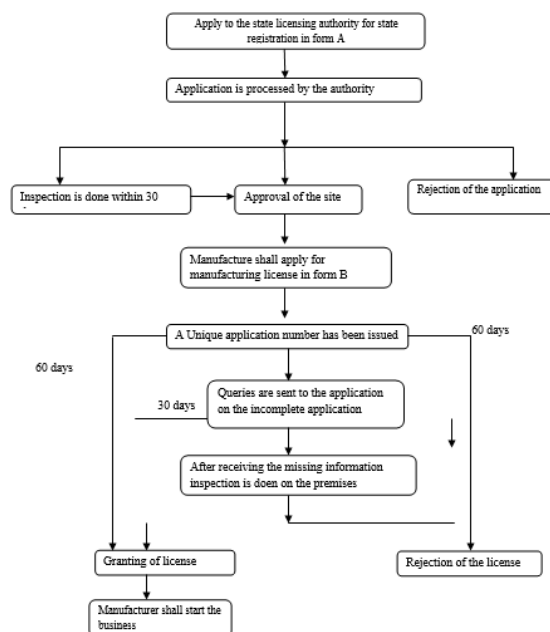 Apply to the state licensing authority for state
registration in form A
Application is processed by the authority
Inspection is done within 30
Approval of the site
Rejection of the application
Manufacture shall apply for
manufacturing license in form B
A Unique application number has been issued
60 days
60 days
Queries are sent to the application
on the incomplete application
30 days
After receiving the missing information
inspection is doen on the premises
Granting of license
Rejection of the license
Manufacturer shall start the
business